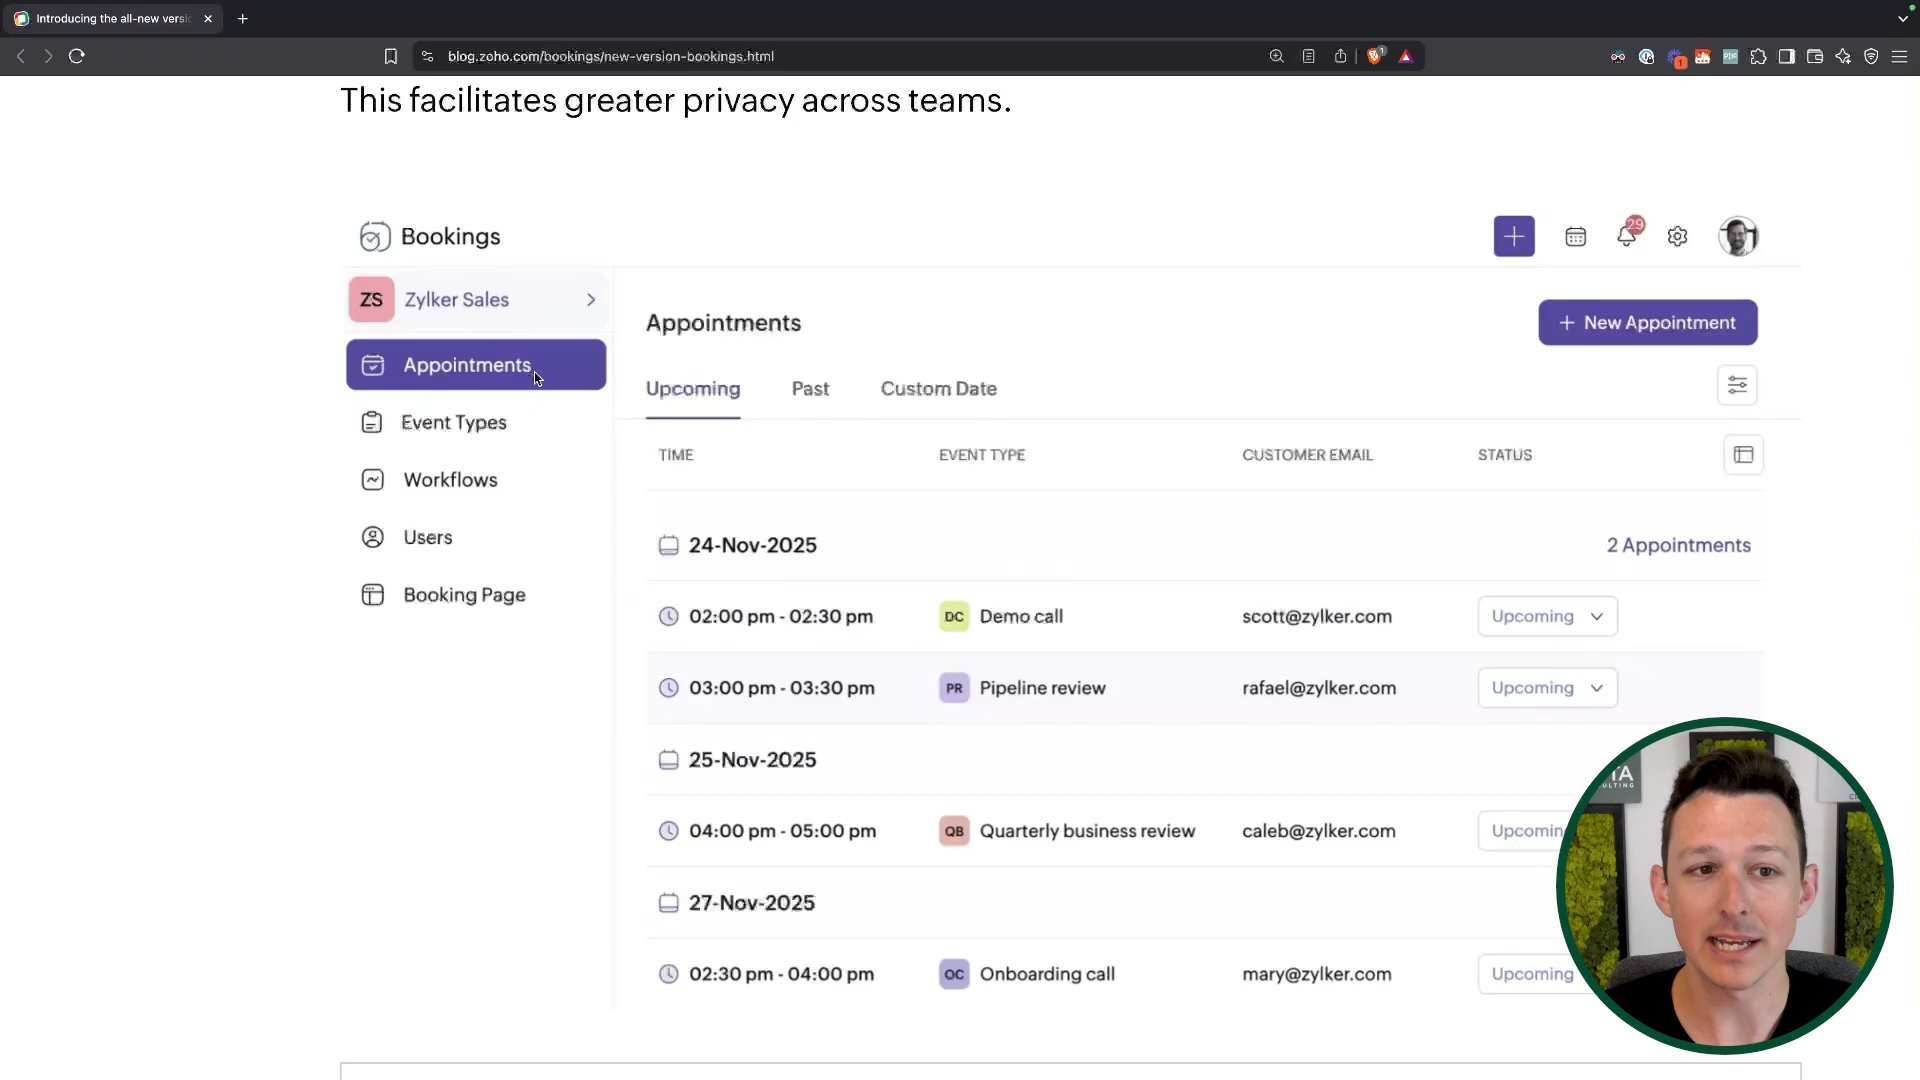 Introducing the all-new versi
blog.zoho.com/bookings/new-version-bookings.html
1
1
PDF
This facilitates greater privacy across teams.
Bookings
29
ZS Zylker Sales
Appointments
+ New Appointment
Appointments
Upcoming Past Custom Date
Event Types
TIME EVENT TYPE CUSTOMER EMAIL STATUS
Workflows
Users
24-Nov-2025 2 Appointments
Booking Page
02:00 pm - 02:30 pm DC Demo call scott@zylker.com Upcoming
03:00 pm - 03:30 pm PR Pipeline review rafael@zylker.com Upcoming
25-Nov-2025
04:00 pm - 05:00 pm QB Quarterly business review caleb@zylker.com Upcomin
27-Nov-2025
02:30 pm - 04:00 pm OC Onboarding call mary@zylker.com Upcoming